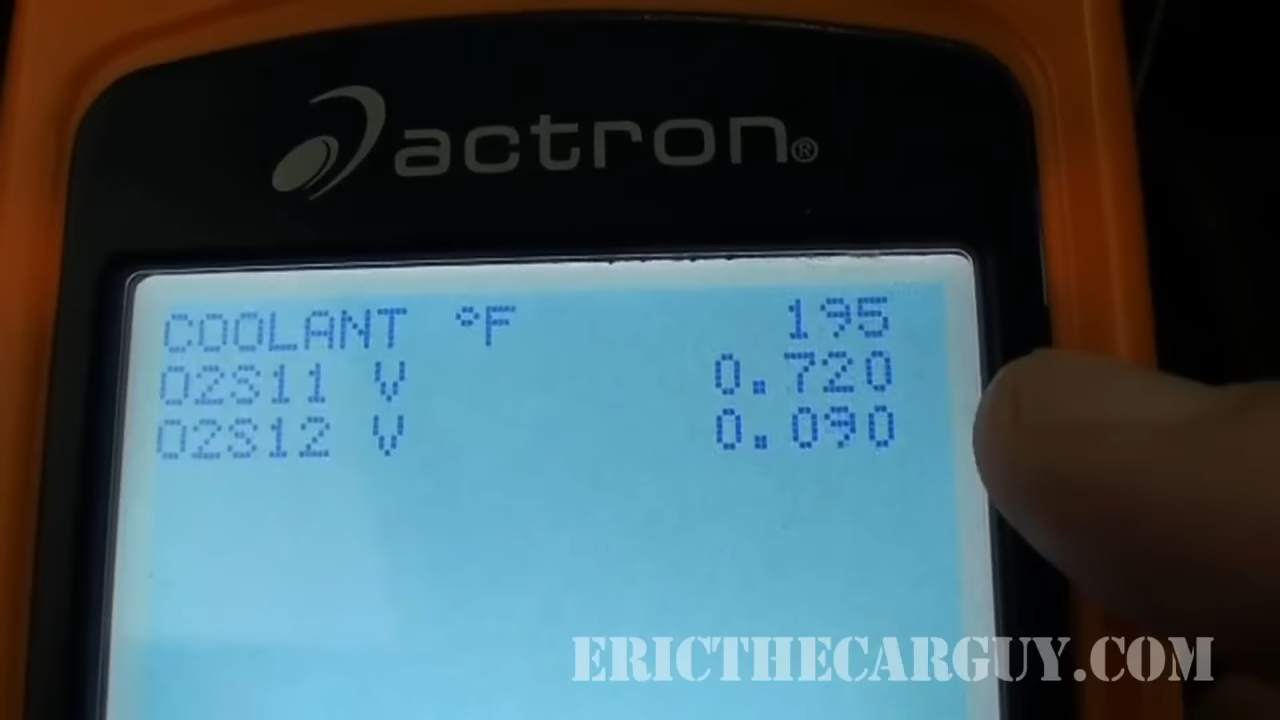 actron®
COOLANT °F 195
O2S11 V 0.720
O2S12 V 0.090
ERICTHECARGUY.COM